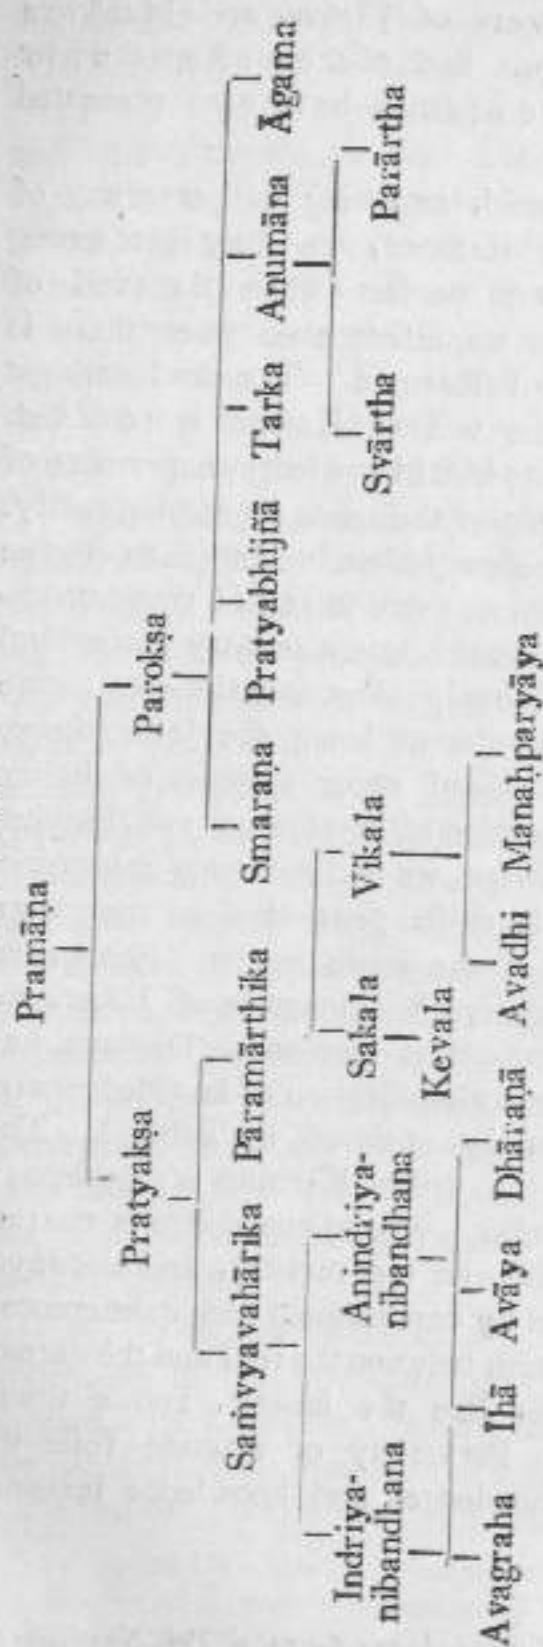 Pramāṇa
Pratyakṣa Parokṣa
Saṁvyavahārika Pāramārthika Smaraṇa Pratyabhijñā Tarka Anumāna Āgama
Indriya-
nibandhana
Anindriya-
nibandhana
Sakala Vikala Svārtha Parārtha
Kevala
Avagraha Ihā Avāya Dhāraṇā Avadhi Manaḥparyāya